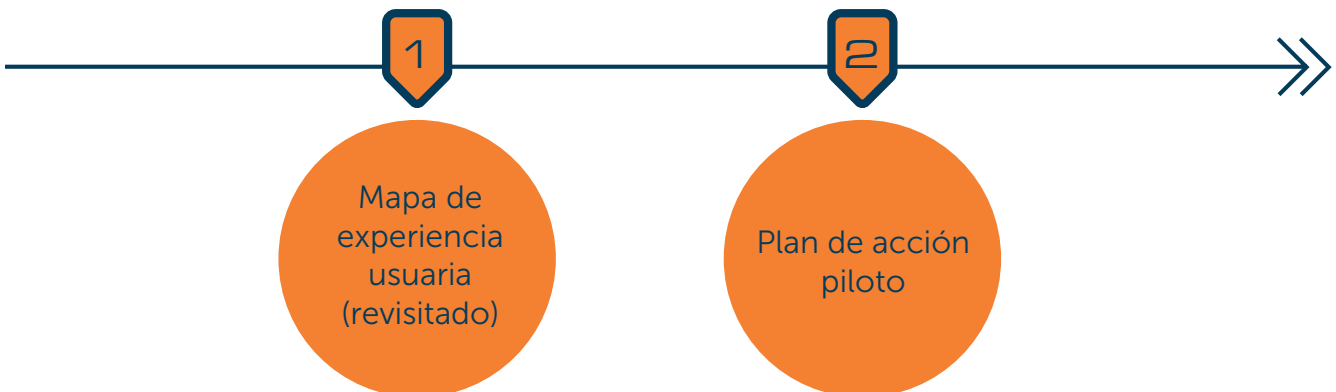 1
2
Mapa de
experiencia
usuaria
(revisitado)
Plan de acción
piloto